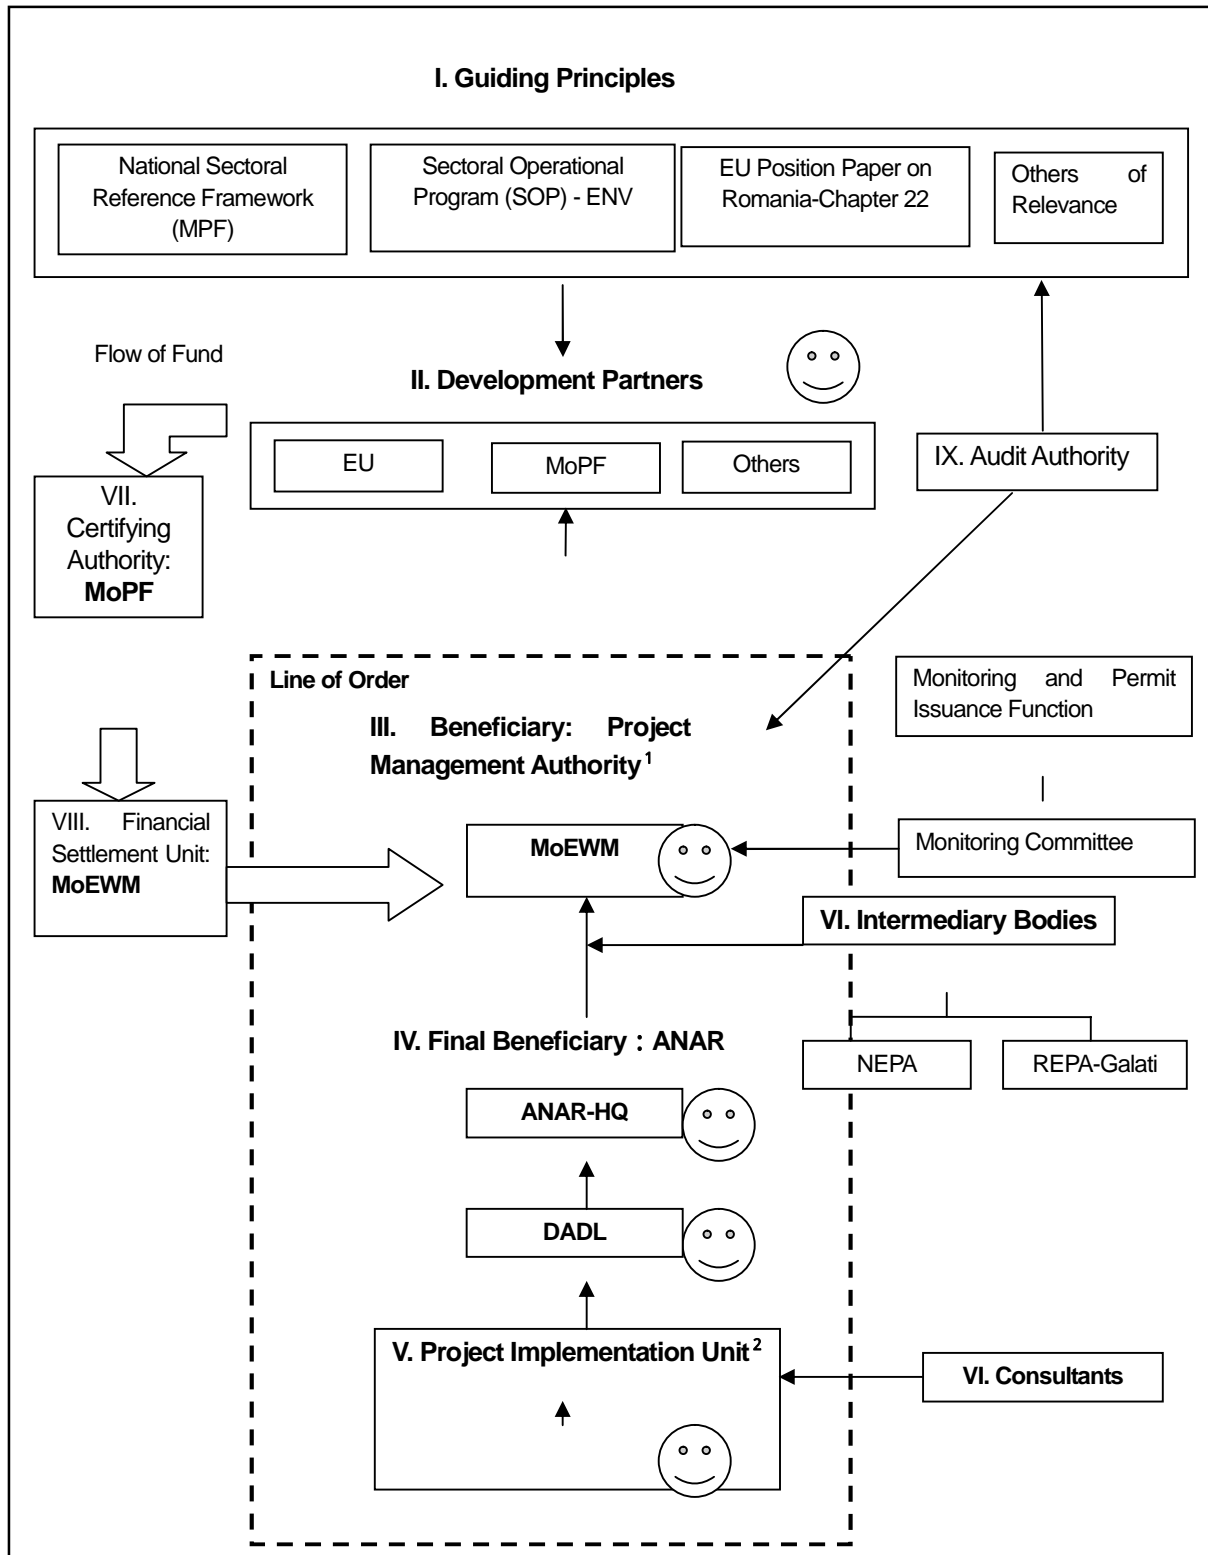 I. Guiding Principles
National Sectoral
Reference Framework
(MPF)
Sectoral Operational
Program (SOP) - ENV
EU Position Paper on
Romania-Chapter 22
Others of
Relevance
Flow of Fund
II. Development Partners
EU
MoPF
Others
IX. Audit Authority
VII.
Certifying
Authority:
MoPF
Line of Order
III. Beneficiary: Project
Management Authority 1
Monitoring and Permit
Issuance Function
VIII. Financial
Settlement Unit:
MoEWM
MoEWM
Monitoring Committee
VI. Intermediary Bodies
IV. Final Beneficiary : ANAR
NEPA
REPA-Galati
ANAR-HQ
DADL
V. Project Implementation Unit 2
VI. Consultants